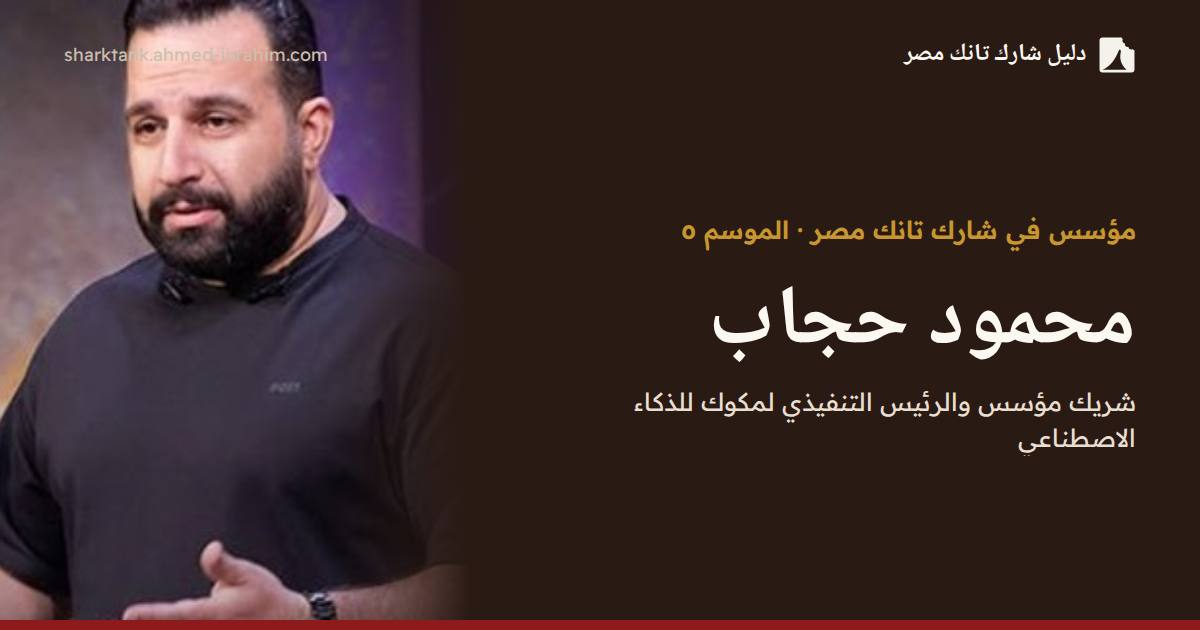 دليل شارك تانك مصر
sharktank.ahmed-ibrahim.com
مؤسس في شارك تانك مصر · الموسم ٥
محمود حجاب
شريك مؤسس والرئيس التنفيذي لمكوك للذكاء
الاصطناعي